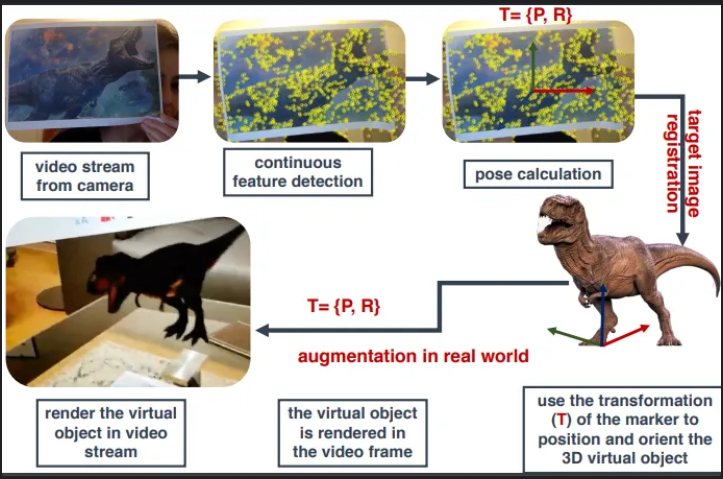 T= {P, R}
video stream
from camera
continuous
feature detection
pose calculation
target image
registration
T= {P, R}
augmentation in real world
render the virtual
object in video
stream
the virtual object
is rendered in
the video frame
use the transformation
(T) of the marker to
position and orient the
3D virtual object